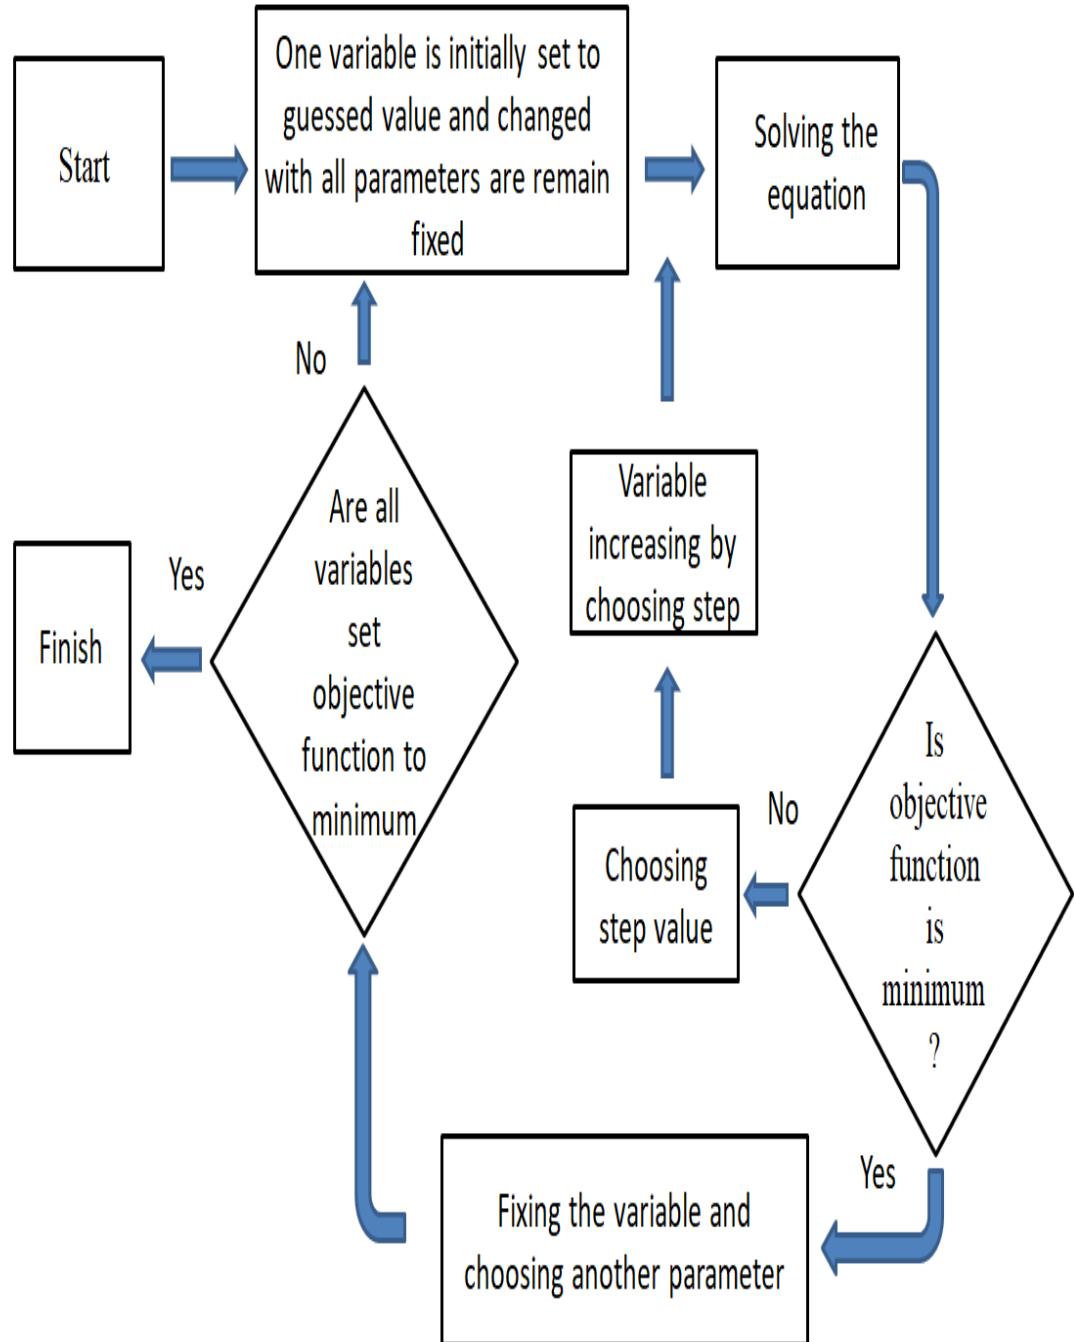 Start
One variable is initially set to
guessed value and changed
with all parameters are remain
fixed
Solving the
equation
No
Are all
variables
set
objective
function to
minimum
Yes
Finish
Variable
increasing by
choosing step
Choosing
step value
No
Is
objective
function
is
minimum
?
Yes
Fixing the variable and
choosing another parameter